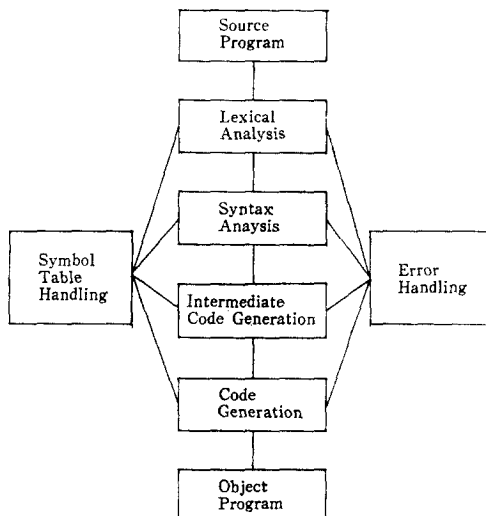 Source
Program
Lexical
Analysis
Syntax
Anaysis
Symbol
Table
Handling
Error
Handling
Intermediate
Code Generation
Code
Generation
Object
Program